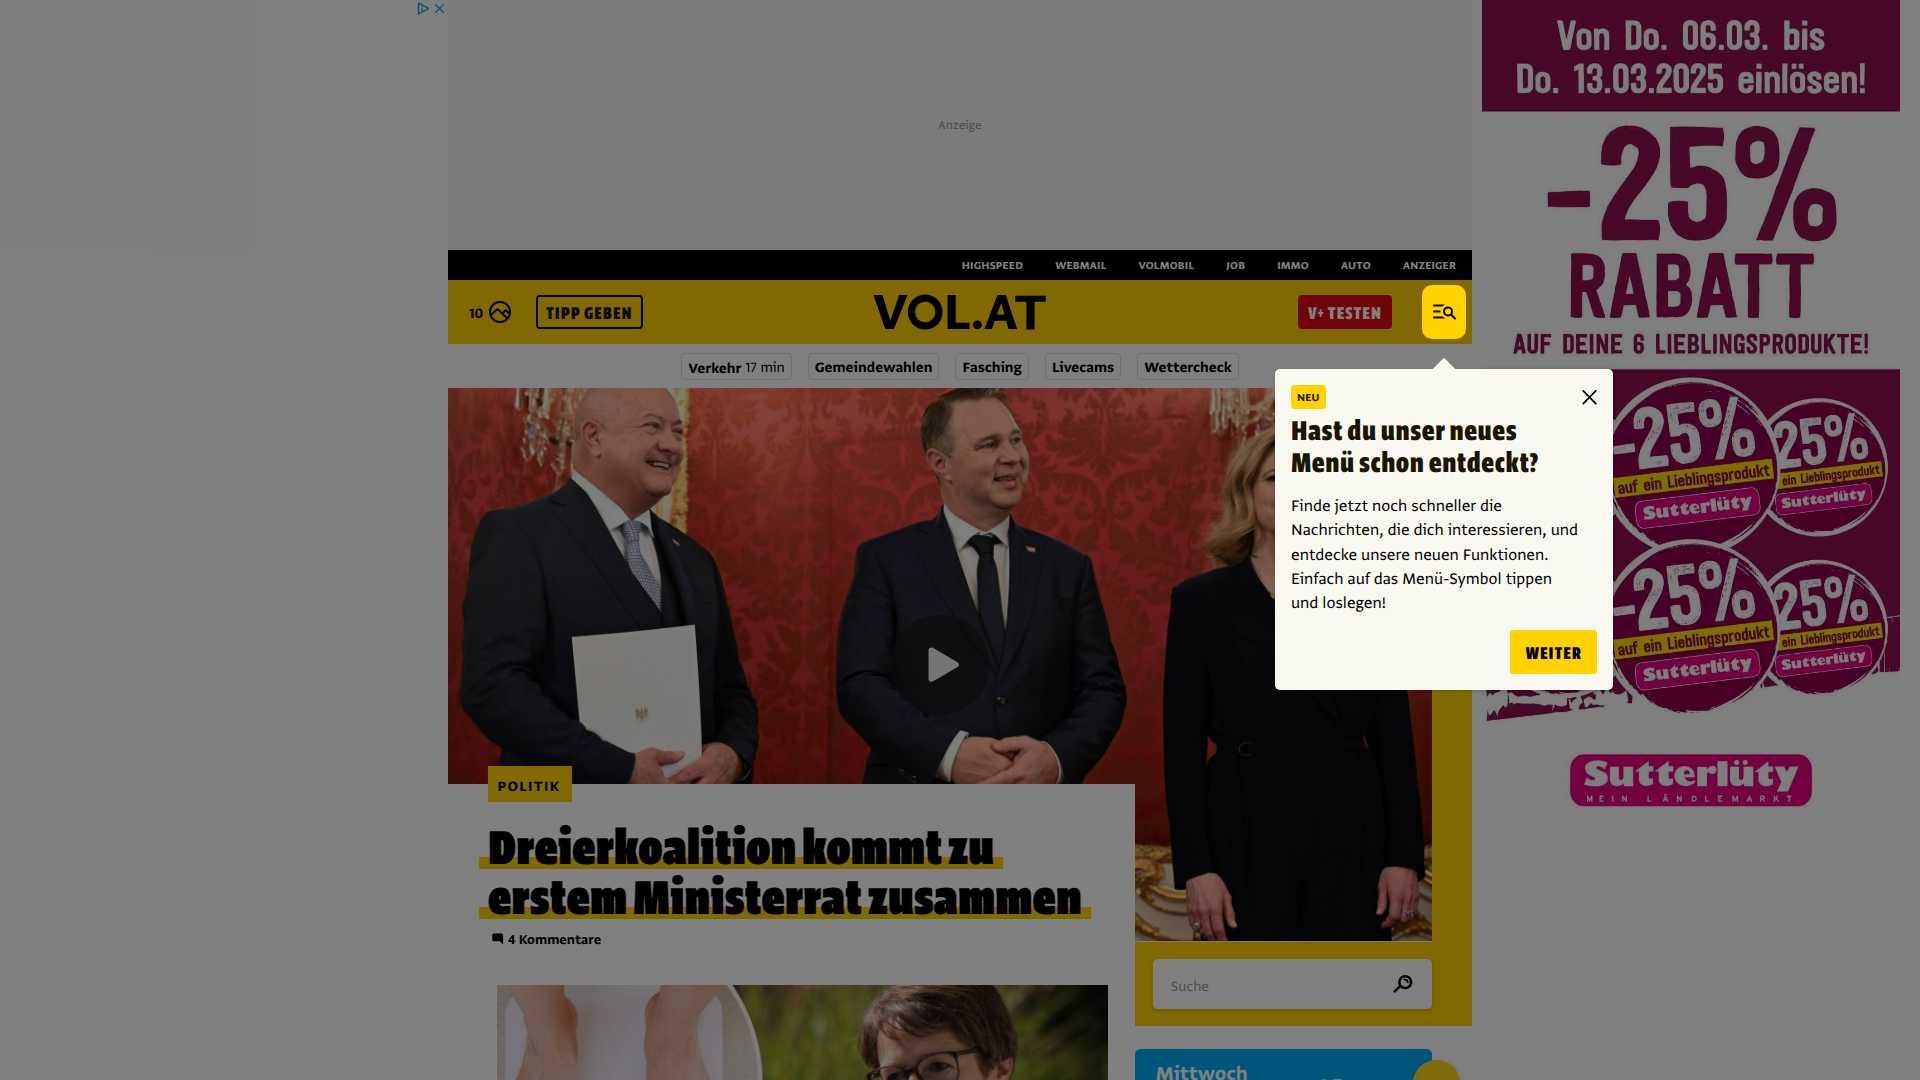 Anzeige
Von Do. 06.03. bis
Do. 13.03.2025 einlösen!
-25%
RABATT
AUF DEINE 6 LIEBLINGSPRODUKTE!
HIGHSPEED WEBMAIL VOLMOBIL JOB IMMO AUTO ANZEIGER
10 TIPP GEBEN VOL.AT V+ TESTEN
Verkehr 17 min Gemeindewahlen Fasching Livecams Wettercheck
NEU
Hast du unser neues
Menü schon entdeckt?
Finde jetzt noch schneller die
Nachrichten, die dich interessieren, und
entdecke unsere neuen Funktionen.
Einfach auf das Menü-Symbol tippen
und loslegen!
WEITER
-25%
auf ein Lieblingsprodukt
Sutterlüty
25%
ein Lieblingsprodukt
Sutterlüty
-25%
auf ein Lieblingsprodukt
Sutterlüty
25%
ein Lieblingsprodukt
Sutterlüty
Sutterlüty
MEIN LÄNDLEMARKT
POLITIK
Dreierkoalition kommt zu
erstem Ministerrat zusammen
4 Kommentare
Suche
Mittwoch